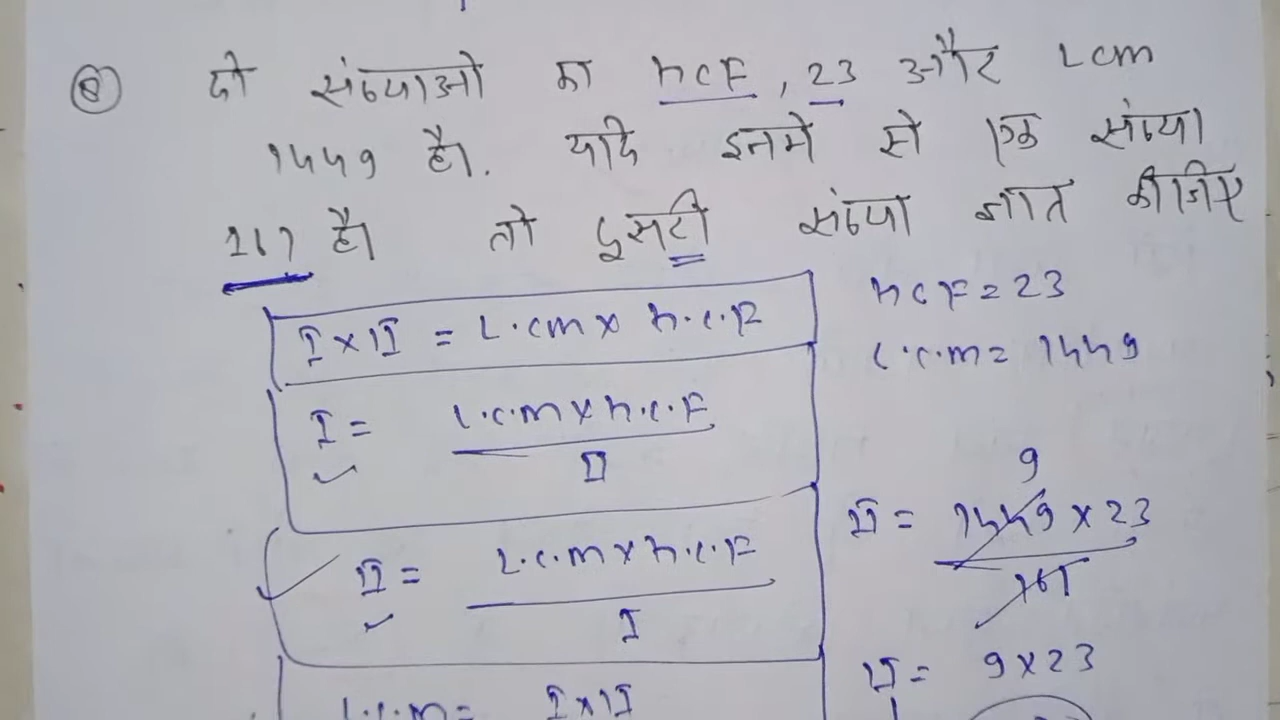 ⑧ दो संख्याओ का HCF, 23 और Lcm
1449 है। यदि इनमे से एक संख्या
161 है। तो दुसरी संख्या ज्ञात कीजिए
HCF = 23
L.C.M = 1449
I × II = L.cm × H.C.F
I = L.C.M × H.C.F
II
II = L.C.M × H.C.F
I
L.C.M = I × II
9
II = 1449 × 23
161
II = 9 × 23